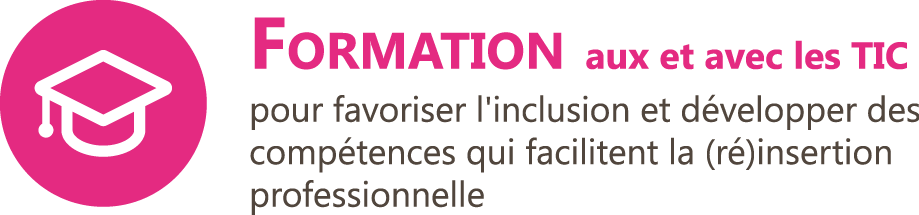 FORMATION aux et avec les TIC
pour favoriser l'inclusion et développer des
compétences qui facilitent la (ré)insertion
professionnelle